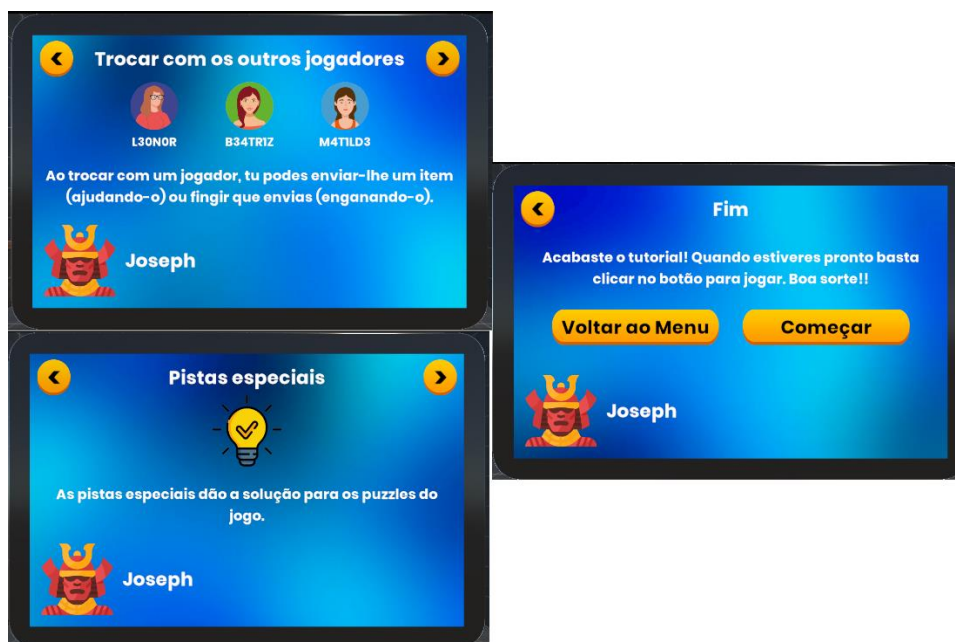 Trocar com os outros jogadores
L30N0R B34TR1Z M4T1LD3
Ao trocar com um jogador, tu podes enviar-lhe um item
(ajudando-o) ou fingir que envias (enganando-o).
Joseph
Pistas especiais
As pistas especiais dão a solução para os puzzles do
jogo.
Joseph
Fim
Acabaste o tutorial! Quando estiveres pronto basta
clicar no botão para jogar. Boa sorte!!
Voltar ao Menu Começar
Joseph